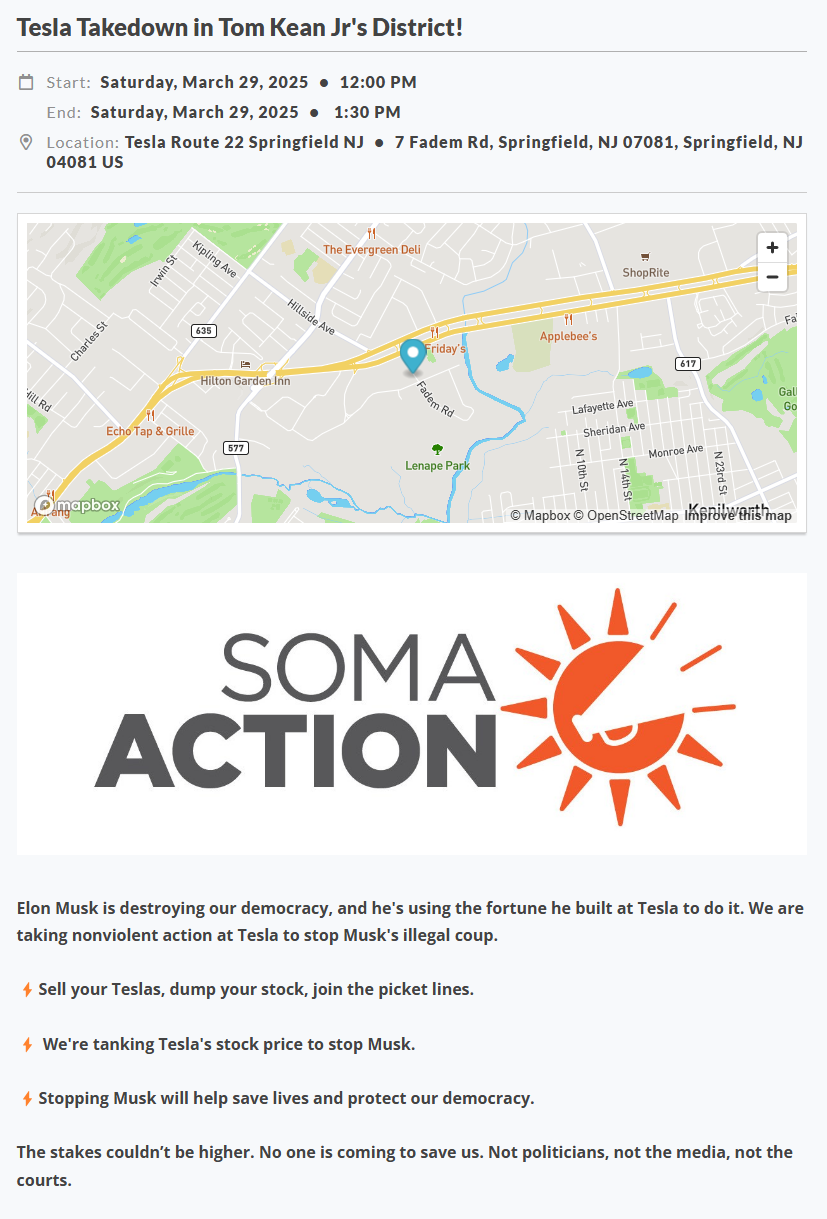 Tesla Takedown in Tom Kean Jr's District!
Start: Saturday, March 29, 2025 ● 12:00 PM
End: Saturday, March 29, 2025 ● 1:30 PM
Location: Tesla Route 22 Springfield NJ ● 7 Fadem Rd, Springfield, NJ 07081, Springfield, NJ
04081 US
The Evergreen Deli
Kipling Ave
Irwin St
ShopRite
+
−
Hillside Ave
635
Charles St
Friday's
Applebee's
Fa
617
Hilton Garden Inn
Fadem Rd
Hill Rd
Gal
Go
Lafayette Ave
Echo Tap & Grille
Sheridan Ave
577
Monroe Ave
Lenape Park
N 10th St
N 14th St
N 23rd St
mapbox
Kenilworth
© Mapbox © OpenStreetMap Improve this map
SOMA
ACTION
Elon Musk is destroying our democracy, and he's using the fortune he built at Tesla to do it. We are
taking nonviolent action at Tesla to stop Musk's illegal coup.
⚡Sell your Teslas, dump your stock, join the picket lines.
⚡ We're tanking Tesla's stock price to stop Musk.
⚡Stopping Musk will help save lives and protect our democracy.
The stakes couldn’t be higher. No one is coming to save us. Not politicians, not the media, not the
courts.